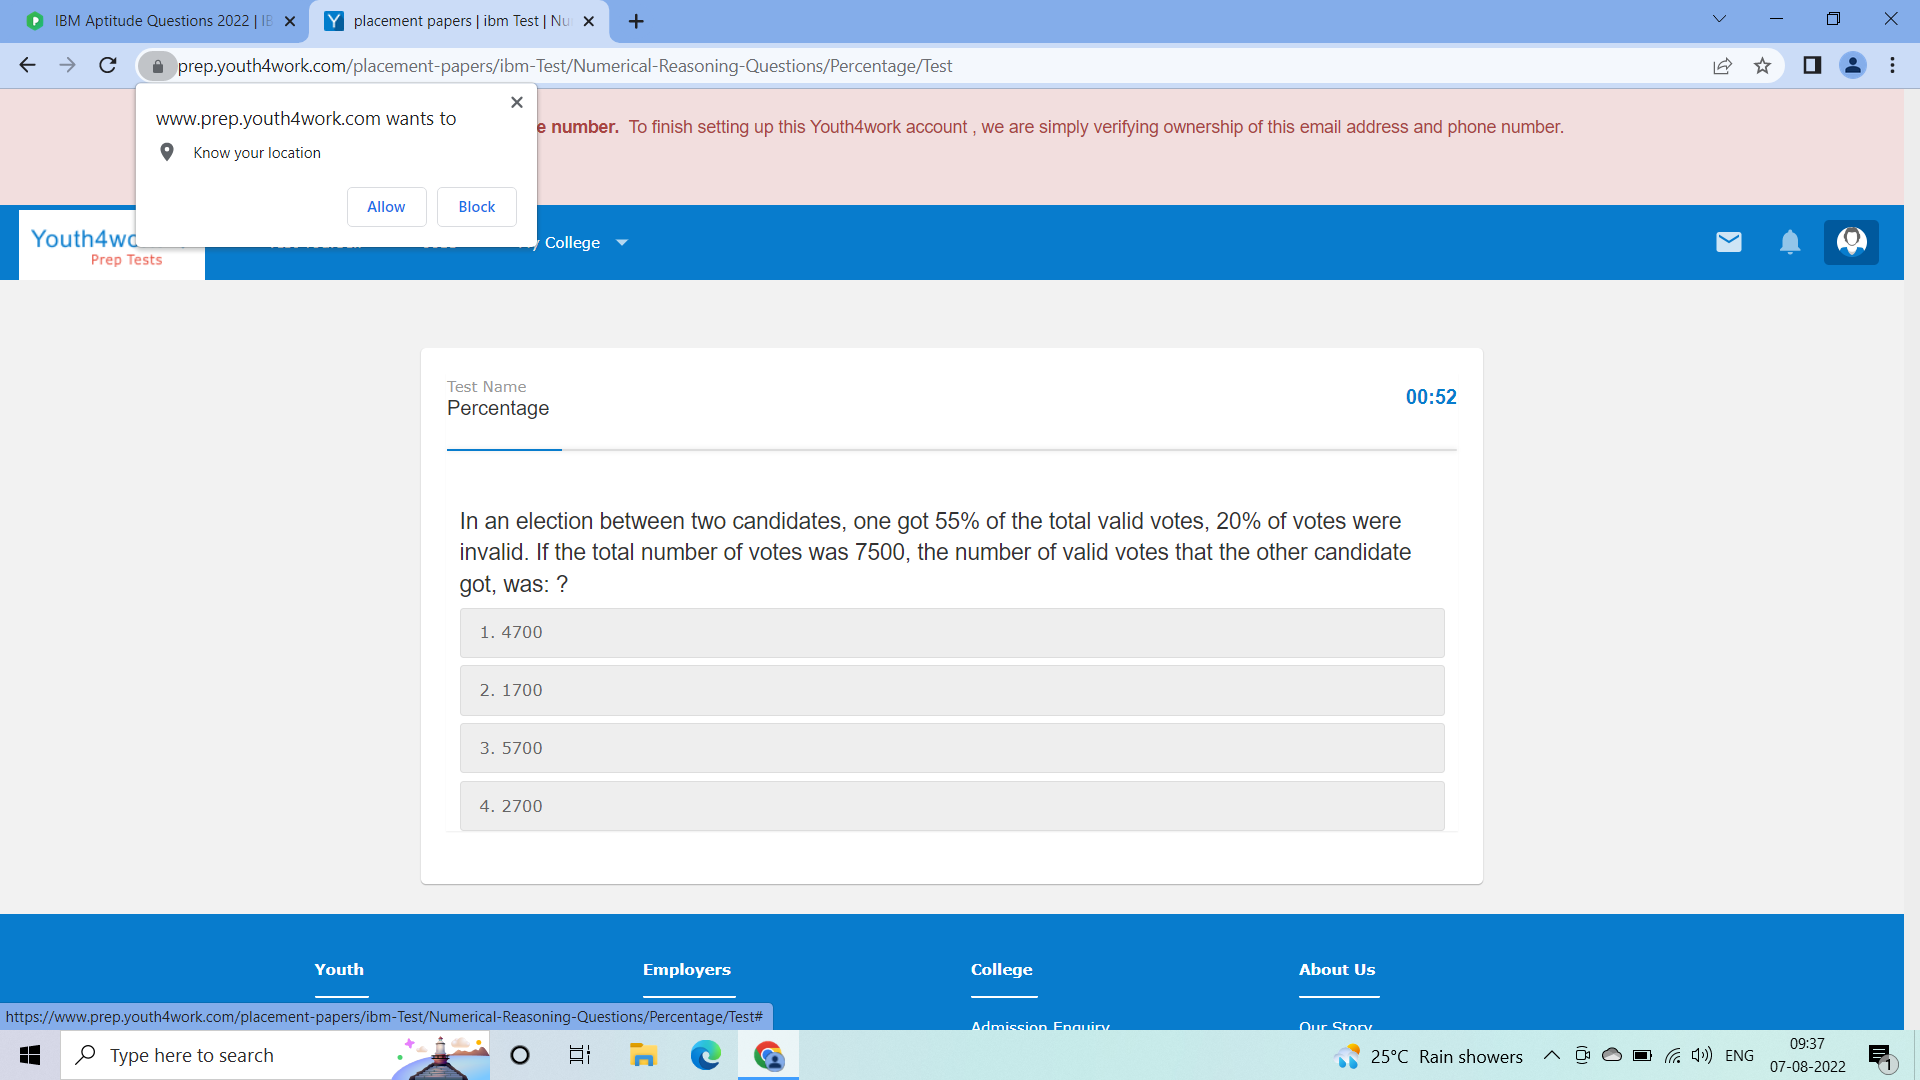 IBM Aptitude Questions 2022 | IB
placement papers | ibm Test | Nu
prep.youth4work.com/placement-papers/ibm-Test/Numerical-Reasoning-Questions/Percentage/Test
www.prep.youth4work.com wants to
Know your location
Allow
Block
e number. To finish setting up this Youth4work account , we are simply verifying ownership of this email address and phone number.
Youth4wo
Prep Tests
College
Test Name
Percentage
00:52
In an election between two candidates, one got 55% of the total valid votes, 20% of votes were
invalid. If the total number of votes was 7500, the number of valid votes that the other candidate
got, was: ?
1. 4700
2. 1700
3. 5700
4. 2700
Youth
Employers
College
About Us
Admission Enquiry
Our Story
https://www.prep.youth4work.com/placement-papers/ibm-Test/Numerical-Reasoning-Questions/Percentage/Test#
Type here to search
25°C Rain showers
ENG
09:37
07-08-2022
1